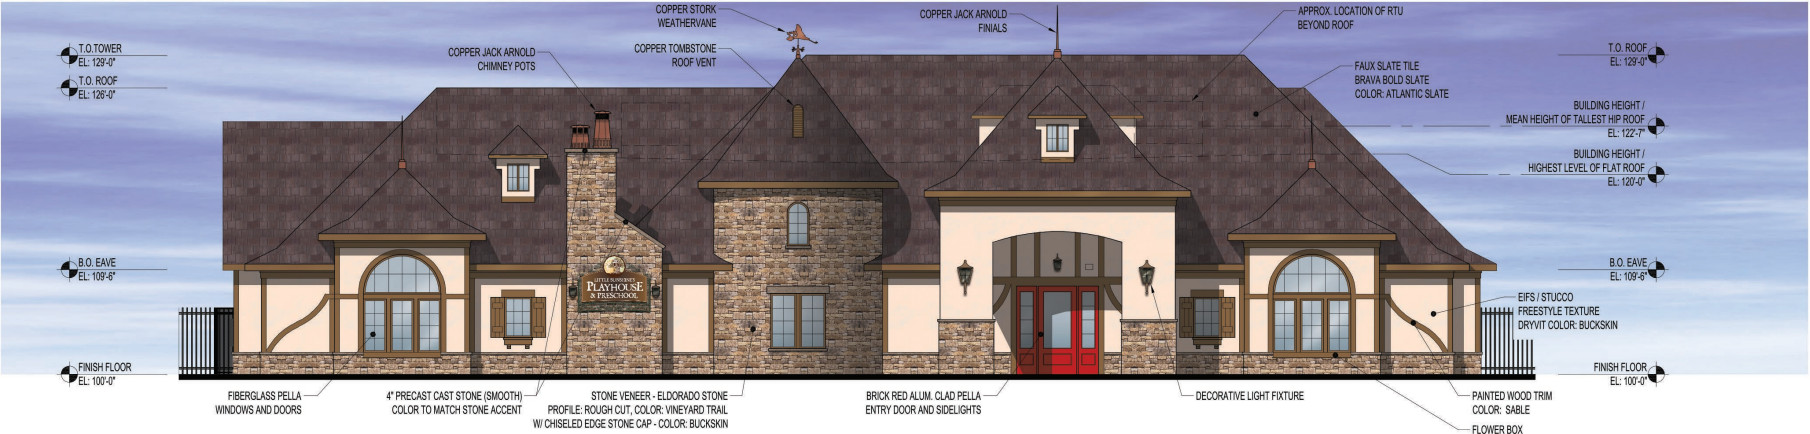 COPPER STORK
WEATHERVANE
COPPER JACK ARNOLD
FINIALS
APPROX. LOCATION OF RTU
BEYOND ROOF
T.O.TOWER
EL: 129'-0"
COPPER JACK ARNOLD
CHIMNEY POTS
COPPER TOMBSTONE
ROOF VENT
T.O. ROOF
EL: 129'-0"
T.O. ROOF
EL: 126'-0"
FAUX SLATE TILE
BRAVA BOLD SLATE
COLOR: ATLANTIC SLATE
BUILDING HEIGHT /
MEAN HEIGHT OF TALLEST HIP ROOF
EL: 122'-7"
BUILDING HEIGHT /
HIGHEST LEVEL OF FLAT ROOF
EL: 120'-0"
B.O. EAVE
EL: 109'-6"
LITTLE SUNSHINE'S
PLAYHOUSE
& PRESCHOOL
B.O. EAVE
EL: 109'-6"
EIFS / STUCCO
FREESTYLE TEXTURE
DRYVIT COLOR: BUCKSKIN
FINISH FLOOR
EL: 100'-0"
FINISH FLOOR
EL: 100'-0"
FIBERGLASS PELLA
WINDOWS AND DOORS
4" PRECAST CAST STONE (SMOOTH)
COLOR TO MATCH STONE ACCENT
STONE VENEER - ELDORADO STONE
PROFILE: ROUGH CUT, COLOR: VINEYARD TRAIL
W/ CHISELED EDGE STONE CAP - COLOR: BUCKSKIN
BRICK RED ALUM. CLAD PELLA
ENTRY DOOR AND SIDELIGHTS
DECORATIVE LIGHT FIXTURE
PAINTED WOOD TRIM
COLOR: SABLE
FLOWER BOX